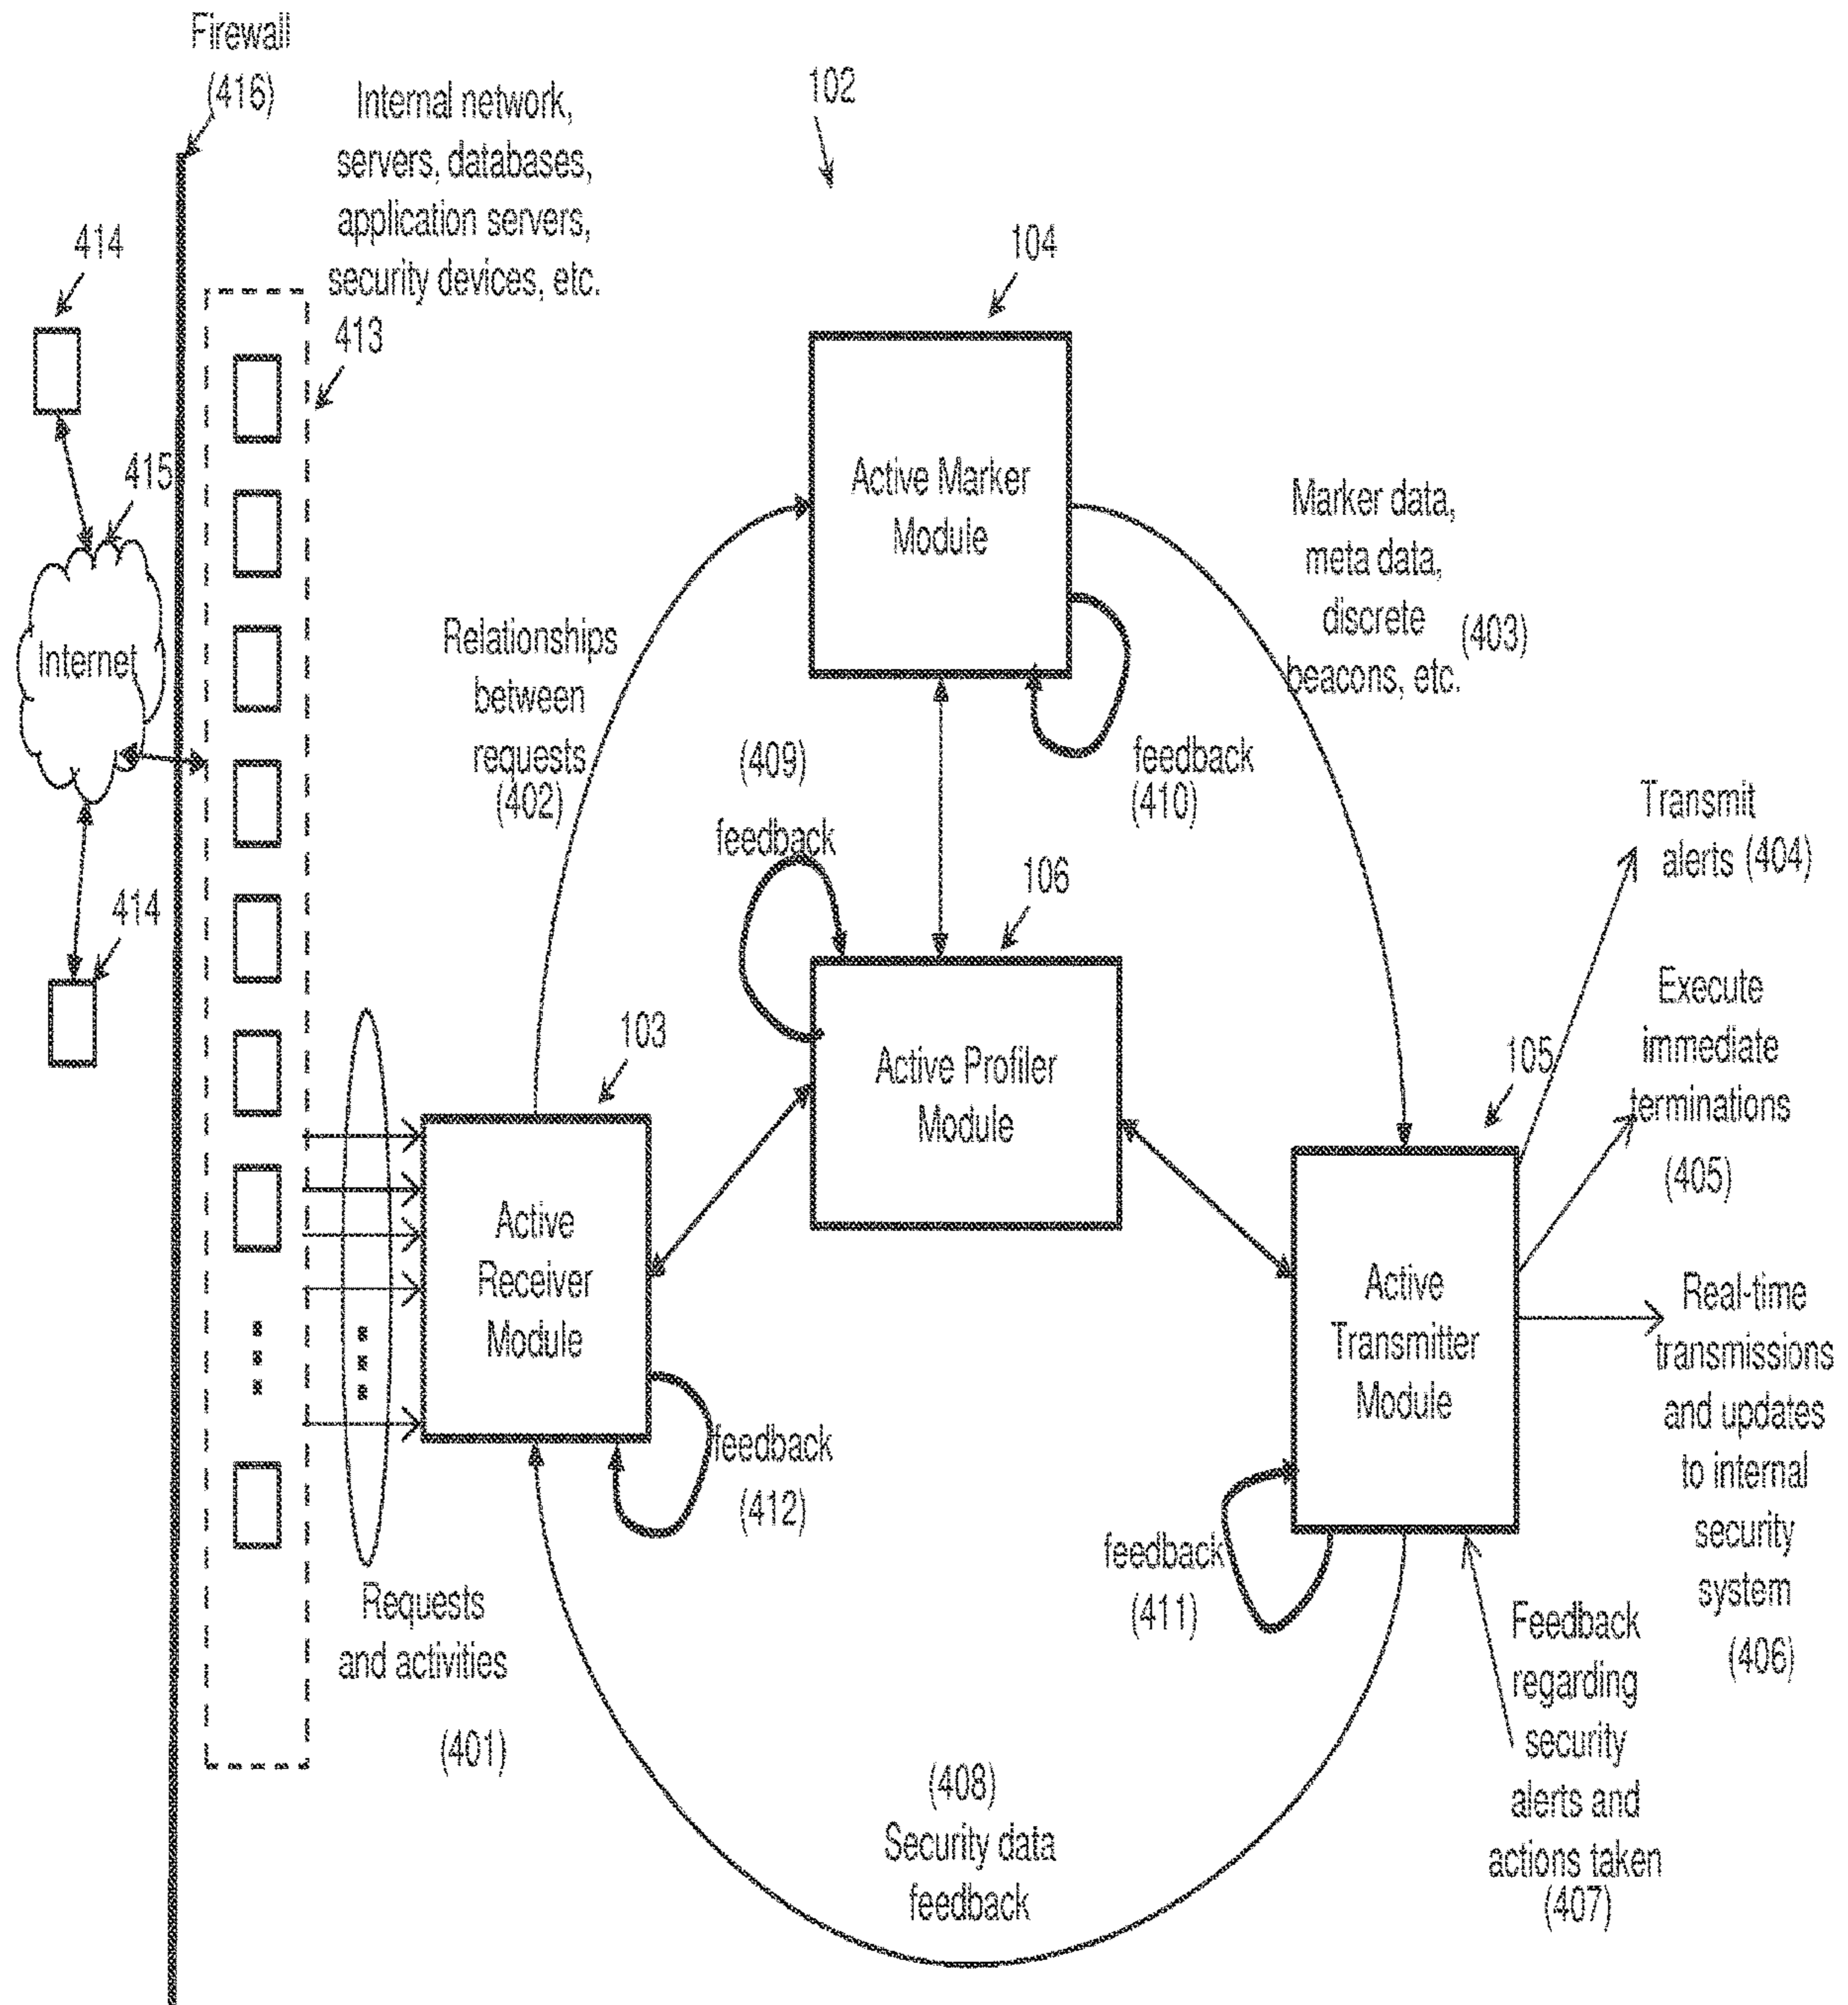 Firewall
(416)
Internal network,
servers, databases,
application servers,
security devices, etc.
413
102
414
415
Internet
414
104
Active Marker
Module
Marker data,
meta data,
discrete
beacons, etc.
(403)
Relationships
between
requests
(402)
(409)
feedback
feedback
(410)
106
Active Profiler
Module
103
Active
Receiver
Module
feedback
(412)
Requests
and activities
(401)
105
Active
Transmitter
Module
feedback
(411)
Transmit
alerts (404)
Execute
immediate
terminations
(405)
Real-time
transmissions
and updates
to internal
security
system
(406)
Feedback
regarding
security
alerts and
actions taken
(407)
(408)
Security data
feedback